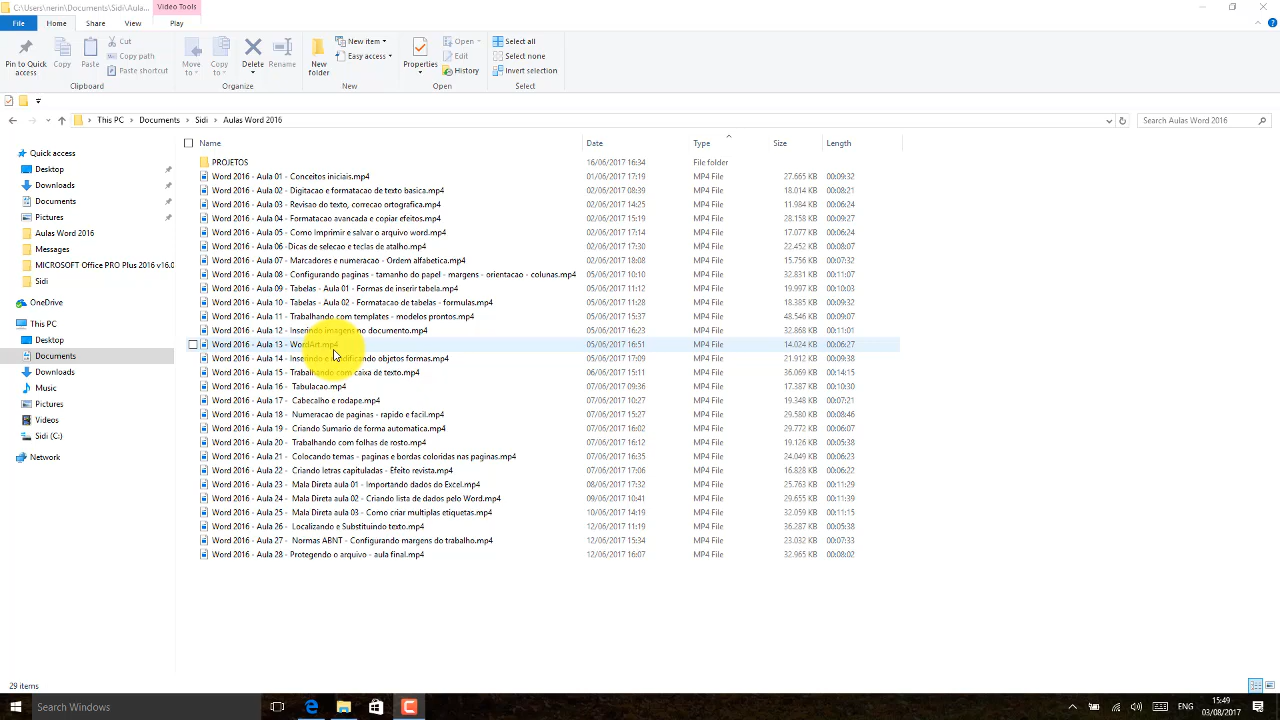 C:\Users\nerin\Documents\Sidi\Aula...
Video Tools
File
Home
Share
View
Play
Pin to Quick access
Copy
Paste
Cut
Copy path
Paste shortcut
Clipboard
Move to
Copy to
Delete
Rename
Organize
New folder
New item
Easy access
New
Properties
Open
Edit
History
Open
Select all
Select none
Invert selection
Select
This PC > Documents > Sidi > Aulas Word 2016
Search Aulas Word 2016
Name Date Type Size Length
PROJETOS 16/06/2017 16:34 File folder
Word 2016 - Aula 01 - Conceitos iniciais.mp4 01/06/2017 17:19 MP4 File 27.665 KB 00:09:32
Word 2016 - Aula 02 - Digitacao e formatacao de texto basica.mp4 02/06/2017 08:39 MP4 File 18.014 KB 00:08:21
Word 2016 - Aula 03 - Revisao do texto, correcao ortografica.mp4 02/06/2017 14:25 MP4 File 11.984 KB 00:06:24
Word 2016 - Aula 04 - Formatacao avancada e copiar efeitos.mp4 02/06/2017 15:19 MP4 File 28.158 KB 00:09:27
Word 2016 - Aula 05 - Como Imprimir e salvar o arquivo word.mp4 02/06/2017 17:14 MP4 File 11.232 KB 00:06:24
Word 2016 - Aula 06 -Dicas de selecao e teclas de atalho.mp4 02/06/2017 17:30 MP4 File 22.452 KB 00:08:07
Word 2016 - Aula 07 - Marcadores e numeracao - Ordem alfabetica.mp4 02/06/2017 18:08 MP4 File 15.756 KB 00:07:32
Word 2016 - Aula 08 - Configurando paginas - tamanho do papel - margens - orientacao - colunas.mp4 05/06/2017 10:10 MP4 File 32.831 KB 00:11:07
Word 2016 - Aula 09 - Tabelas - Aula 01 - Formas de inserir tabela.mp4 05/06/2017 11:12 MP4 File 19.997 KB 00:10:03
Word 2016 - Aula 10 - Tabelas - Aula 02 - Formatacao de tabelas - formulas.mp4 05/06/2017 11:28 MP4 File 18.385 KB 00:09:32
Word 2016 - Aula 11 - Trabalhando com templates - modelos prontos.mp4 05/06/2017 15:37 MP4 File 48.546 KB 00:09:07
Word 2016 - Aula 12 - Inserindo imagens no documento.mp4 05/06/2017 16:23 MP4 File 32.868 KB 00:11:01
Word 2016 - Aula 13 - WordArt.mp4 05/06/2017 16:51 MP4 File 14.024 KB 00:06:27
Word 2016 - Aula 14 - Inserindo e modificando objetos formas.mp4 05/06/2017 17:09 MP4 File 21.912 KB 00:09:38
Word 2016 - Aula 15 - Trabalhando com caixa de texto.mp4 06/06/2017 15:11 MP4 File 36.069 KB 00:14:15
Word 2016 - Aula 16 - Tabulacao.mp4 07/06/2017 09:36 MP4 File 17.387 KB 00:10:30
Word 2016 - Aula 17 - Cabecalho e rodape.mp4 07/06/2017 10:27 MP4 File 19.348 KB 00:07:21
Word 2016 - Aula 18 - Numeracao de paginas - rapido e facil.mp4 07/06/2017 15:27 MP4 File 29.580 KB 00:08:46
Word 2016 - Aula 19 - Criando Sumario de forma automatica.mp4 07/06/2017 16:02 MP4 File 29.772 KB 00:06:07
Word 2016 - Aula 20 - Trabalhando com folhas de rosto.mp4 07/06/2017 16:12 MP4 File 19.126 KB 00:05:38
Word 2016 - Aula 21 - Colocando temas - paginas e bordas coloridas nas paginas.mp4 07/06/2017 16:35 MP4 File 22.233 KB 00:06:23
Word 2016 - Aula 22 - Criando letras capituladas - Efeito revista.mp4 07/06/2017 17:06 MP4 File 16.828 KB 00:06:22
Word 2016 - Aula 23 - Mala Direta aula 01 - Importando dados do Excel.mp4 08/06/2017 17:32 MP4 File 25.763 KB 00:11:29
Word 2016 - Aula 24 - Mala Direta aula 02 - Criando lista de dados pelo Word.mp4 09/06/2017 10:41 MP4 File 29.655 KB 00:11:39
Word 2016 - Aula 25 - Mala Direta aula 03 - Como criar multiplas etiquetas.mp4 10/06/2017 14:19 MP4 File 32.059 KB 00:11:15
Word 2016 - Aula 26 - Localizando e Substituindo texto.mp4 12/06/2017 11:19 MP4 File 36.287 KB 00:05:38
Word 2016 - Aula 27 - Normas ABNT - Configurando margens do trabalho.mp4 12/06/2017 15:34 MP4 File 23.032 KB 00:07:33
Word 2016 - Aula 28 - Protegendo o arquivo - aula final.mp4 12/06/2017 16:07 MP4 File 32.965 KB 00:08:02
Quick access
Desktop
Downloads
Documents
Pictures
Aulas Word 2016
Messages
MICROSOFT Office PRO Plus 2016 v16.0
Sidi
OneDrive
This PC
Desktop
Documents
Downloads
Music
Pictures
Videos
Sidi (C:)
Network
29 items
Search Windows
ENG
15:49
03/08/2017